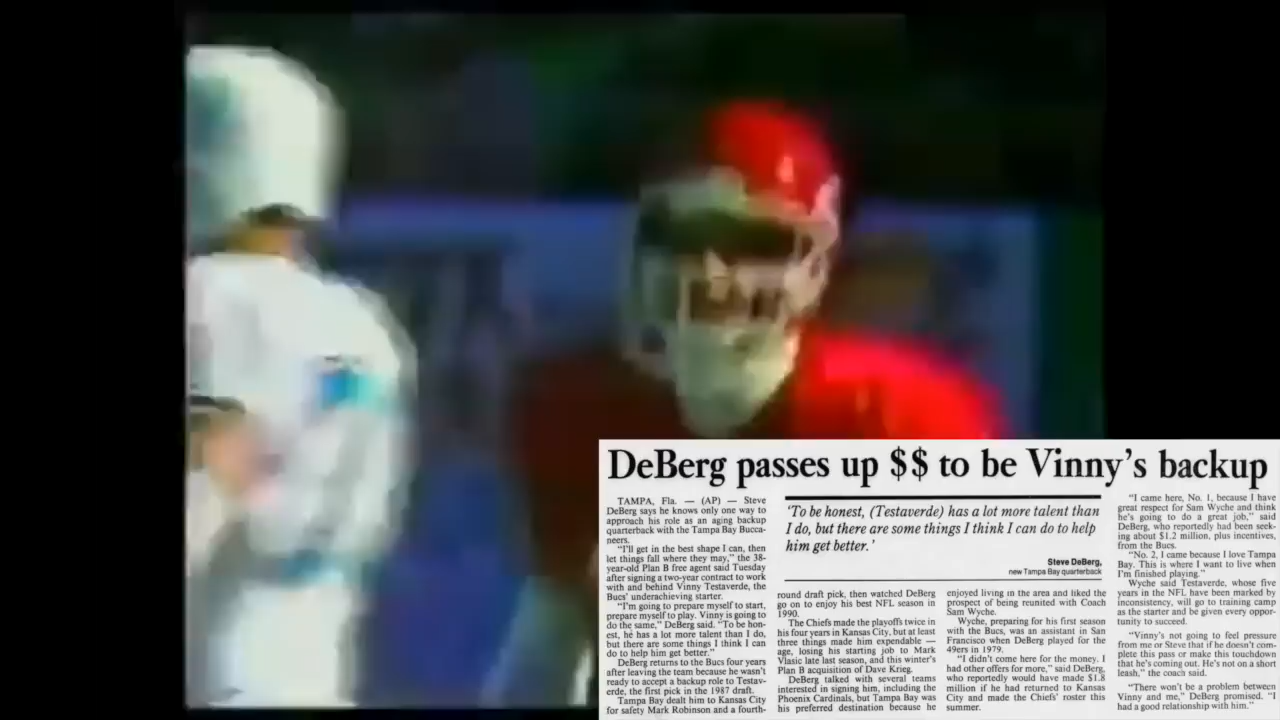 DeBerg passes up $$ to be Vinny's backup
TAMPA, Fla. — (AP) — Steve
DeBerg says he knows only one way to
approach his role as an aging backup
quarterback with the Tampa Bay Bucca-
neers.
"I'll get in the best shape I can, then
let things fall where they may," the 38-
year-old Plan B free agent said Tuesday
after signing a two-year contract to work
with and behind Vinny Testaverde, the
Bucs' underachieving starter.
"I'm going to prepare myself to start,
prepare myself to play. Vinny is going to
do the same," DeBerg said. "To be hon-
est, he has a lot more talent than I do,
but there are some things I think I can
do to help him get better."
DeBerg returns to the Bucs four years
after leaving the team because he wasn't
ready to accept a backup role to Testav-
erde, the first pick in the 1987 draft.
Tampa Bay dealt him to Kansas City
for safety Mark Robinson and a fourth-
'To be honest, (Testaverde) has a lot more talent than
I do, but there are some things I think I can do to help
him get better.'
Steve DeBerg,
new Tampa Bay quarterback
round draft pick, then watched DeBerg
go on to enjoy his best NFL season in
1990.
The Chiefs made the playoffs twice in
his four years in Kansas City, but at least
three things made him expendable —
age, losing his starting job to Mark
Vlasic late last season, and this winter's
Plan B acquisition of Dave Krieg.
DeBerg talked with several teams
interested in signing him, including the
Phoenix Cardinals, but Tampa Bay was
his preferred destination because he
enjoyed living in the area and liked the
prospect of being reunited with Coach
Sam Wyche.
Wyche, preparing for his first season
with the Bucs, was an assistant in San
Francisco when DeBerg played for the
49ers in 1979.
"I didn't come here for the money. I
had other offers for more," said DeBerg,
who reportedly would have made $1.8
million if he had returned to Kansas
City and made the Chiefs' roster this
summer.
"I came here, No. 1, because I have
great respect for Sam Wyche and think
he's going to do a great job," said
DeBerg, who reportedly had been seek-
ing about $1.2 million, plus incentives,
from the Bucs.
"No. 2, I came because I love Tampa
Bay. This is where I want to live when
I'm finished playing."
Wyche said Testaverde, whose five
years in the NFL have been marked by
inconsistency, will go to training camp
as the starter and be given every oppor-
tunity to succeed.
"Vinny's not going to feel pressure
from me or Steve that if he doesn't com-
plete this pass or make this touchdown
that he's coming out. He's not on a short
leash," the coach said.
"There won't be a problem between
Vinny and me," DeBerg promised. "I
had a good relationship with him."